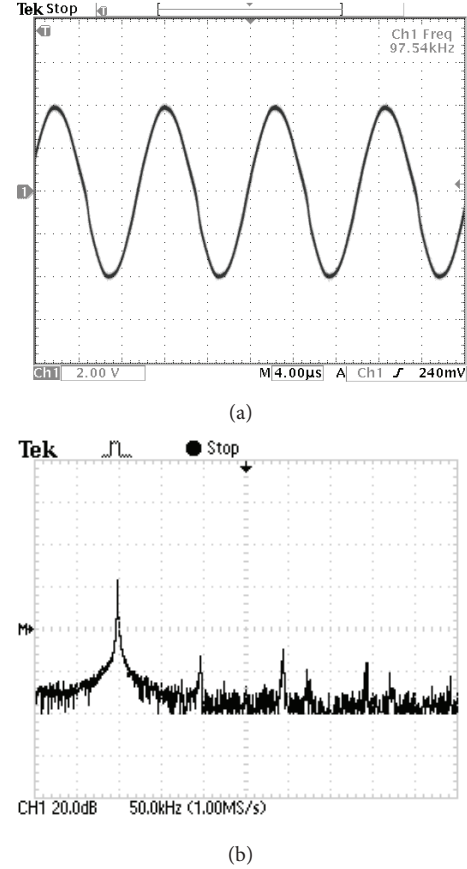 Tek Stop
T
T
Ch1 Freq
97.54kHz
1
Ch1 2.00 V M 4.00µs A Ch1 240mV
(a)
Tek Stop
M
CH1 20.0dB 50.0kHz (1.00MS/s)
(b)